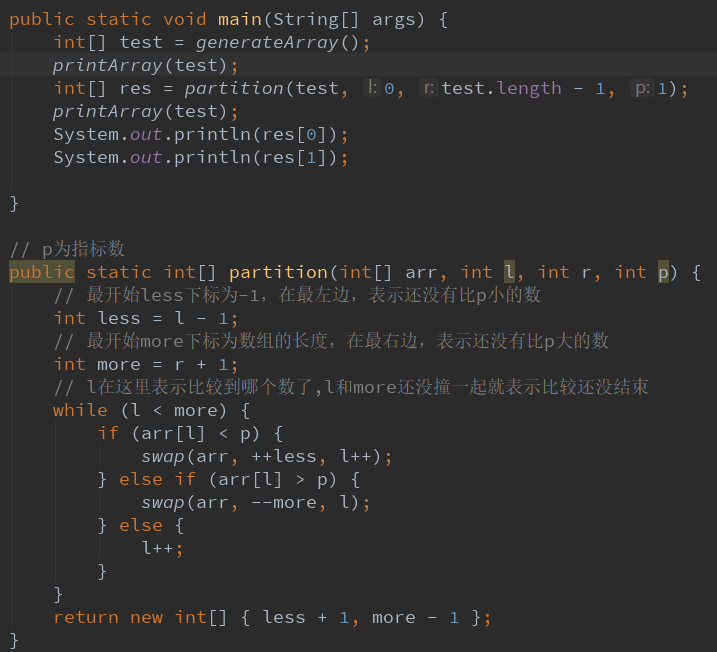 public static void main(String[] args) {
    int[] test = generateArray();
    printArray(test);
    int[] res = partition(test, l: 0, r: test.length - 1, p: 1);
    printArray(test);
    System.out.println(res[0]);
    System.out.println(res[1]);
}
// p为指标数
public static int[] partition(int[] arr, int l, int r, int p) {
    // 最开始less下标为-1，在最左边，表示还没有比p小的数
    int less = l - 1;
    // 最开始more下标为数组的长度，在最右边，表示还没有比p大的数
    int more = r + 1;
    // l在这里表示比较到哪个数了,l和more还没撞一起就表示比较还没结束
    while (l < more) {
        if (arr[l] < p) {
            swap(arr, ++less, l++);
        } else if (arr[l] > p) {
            swap(arr, --more, l);
        } else {
            l++;
        }
    }
    return new int[] { less + 1, more - 1 };
}